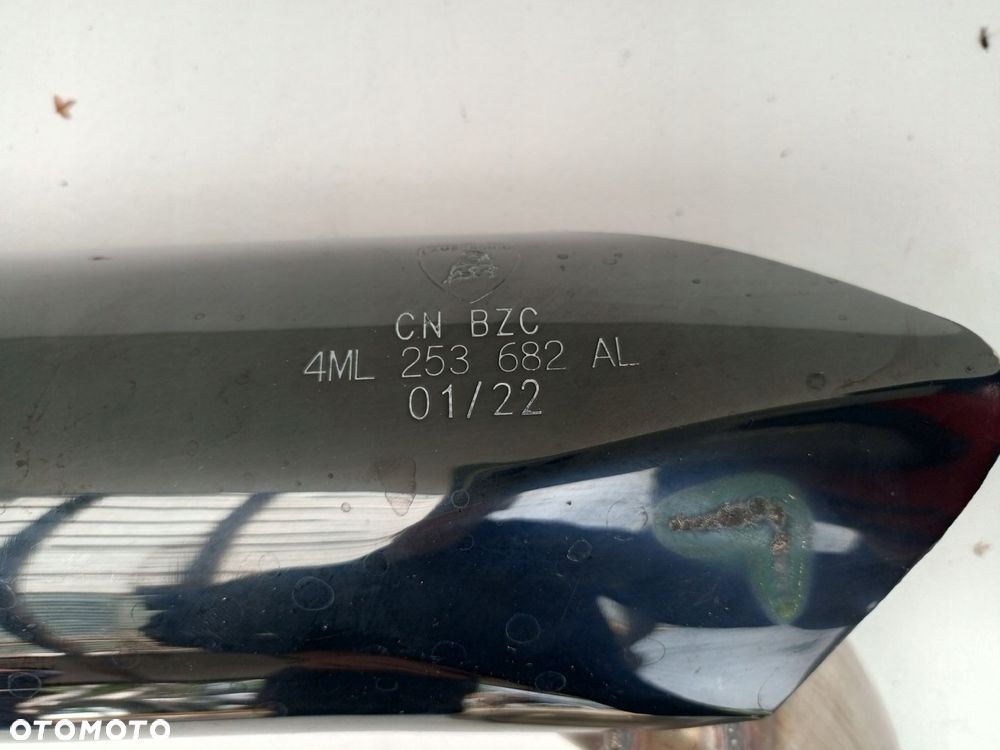 CN BZC
4ML 253 682 AL
01/22
OTOMOTO